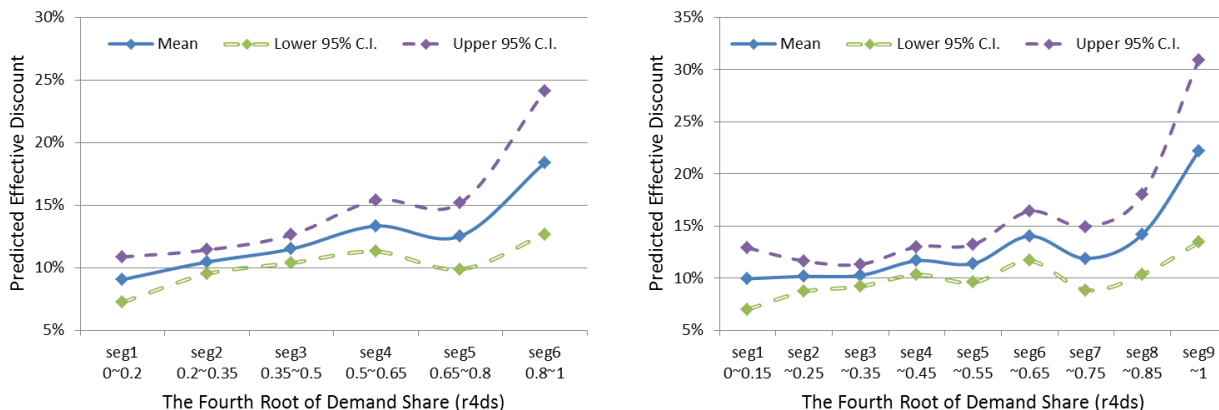 30%
25%
20%
15%
10%
5%
Predicted Effective Discount
Mean Lower 95% C.I. Upper 95% C.I.
seg1 seg2 seg3 seg4 seg5 seg6
0~0.2 0.2~0.35 0.35~0.5 0.5~0.65 0.65~0.8 0.8~1
The Fourth Root of Demand Share (r4ds)
35%
30%
25%
20%
15%
10%
5%
Predicted Effective Discount
Mean Lower 95% C.I. Upper 95% C.I.
seg1 seg2 seg3 seg4 seg5 seg6 seg7 seg8 seg9
0~0.15 ~0.25 ~0.35 ~0.45 ~0.55 ~0.65 ~0.75 ~0.85 ~1
The Fourth Root of Demand Share (r4ds)